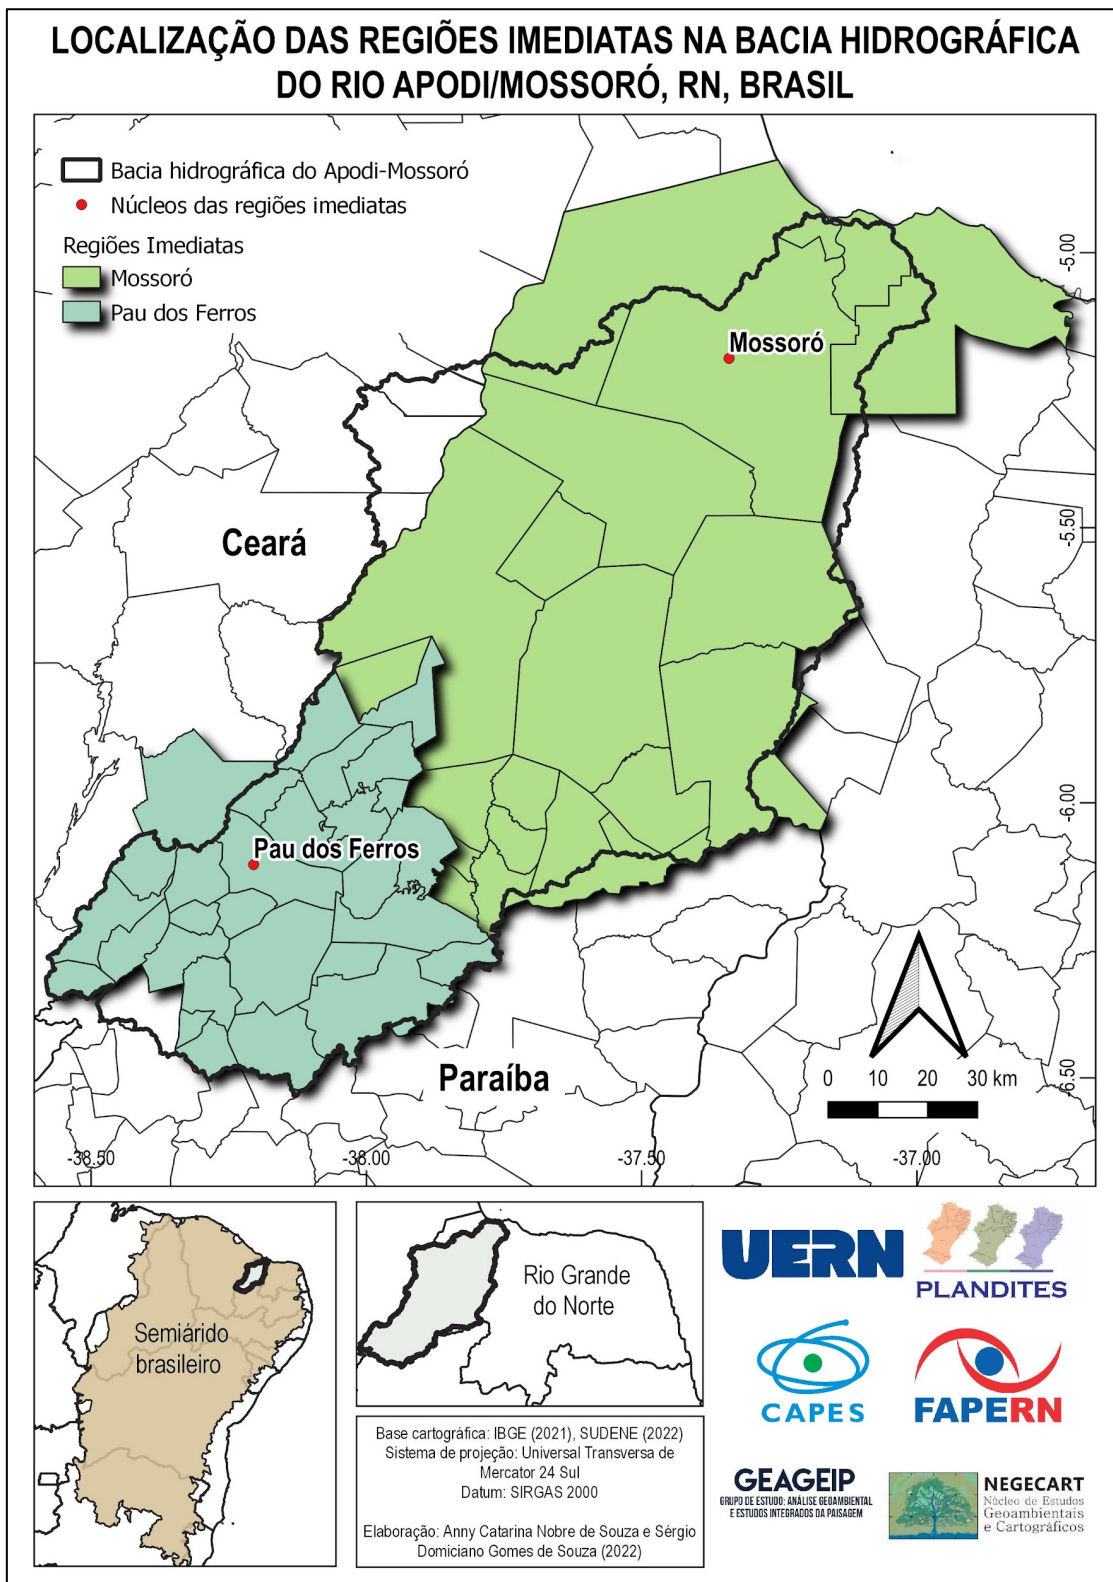 LOCALIZAÇÃO DAS REGIÕES IMEDIATAS NA BACIA HIDROGRÁFICA
DO RIO APODI/MOSSORÓ, RN, BRASIL
Bacia hidrográfica do Apodi-Mossoró
Núcleos das regiões imediatas
Regiões Imediatas
Mossoró
Pau dos Ferros
-5.00
Mossoró
Ceará
-5.50
-6.00
Pau dos Ferros
Paraíba
0 10 20 30 km
-6.50
-38.50 -38.00 -37.50 -37.00
Semiárido
brasileiro
Rio Grande
do Norte
Base cartográfica: IBGE (2021), SUDENE (2022)
Sistema de projeção: Universal Transversa de
Mercator 24 Sul
Datum: SIRGAS 2000
Elaboração: Anny Catarina Nobre de Souza e Sérgio
Domiciano Gomes de Souza (2022)
UERN
PLANDITES
CAPES
FAPERN
GEAGEIP
GRUPO DE ESTUDO: ANÁLISE GEOAMBIENTAL
E ESTUDOS INTEGRADOS DA PAISAGEM
NEGECART
Núcleo de Estudos
Geoambientais
e Cartográficos